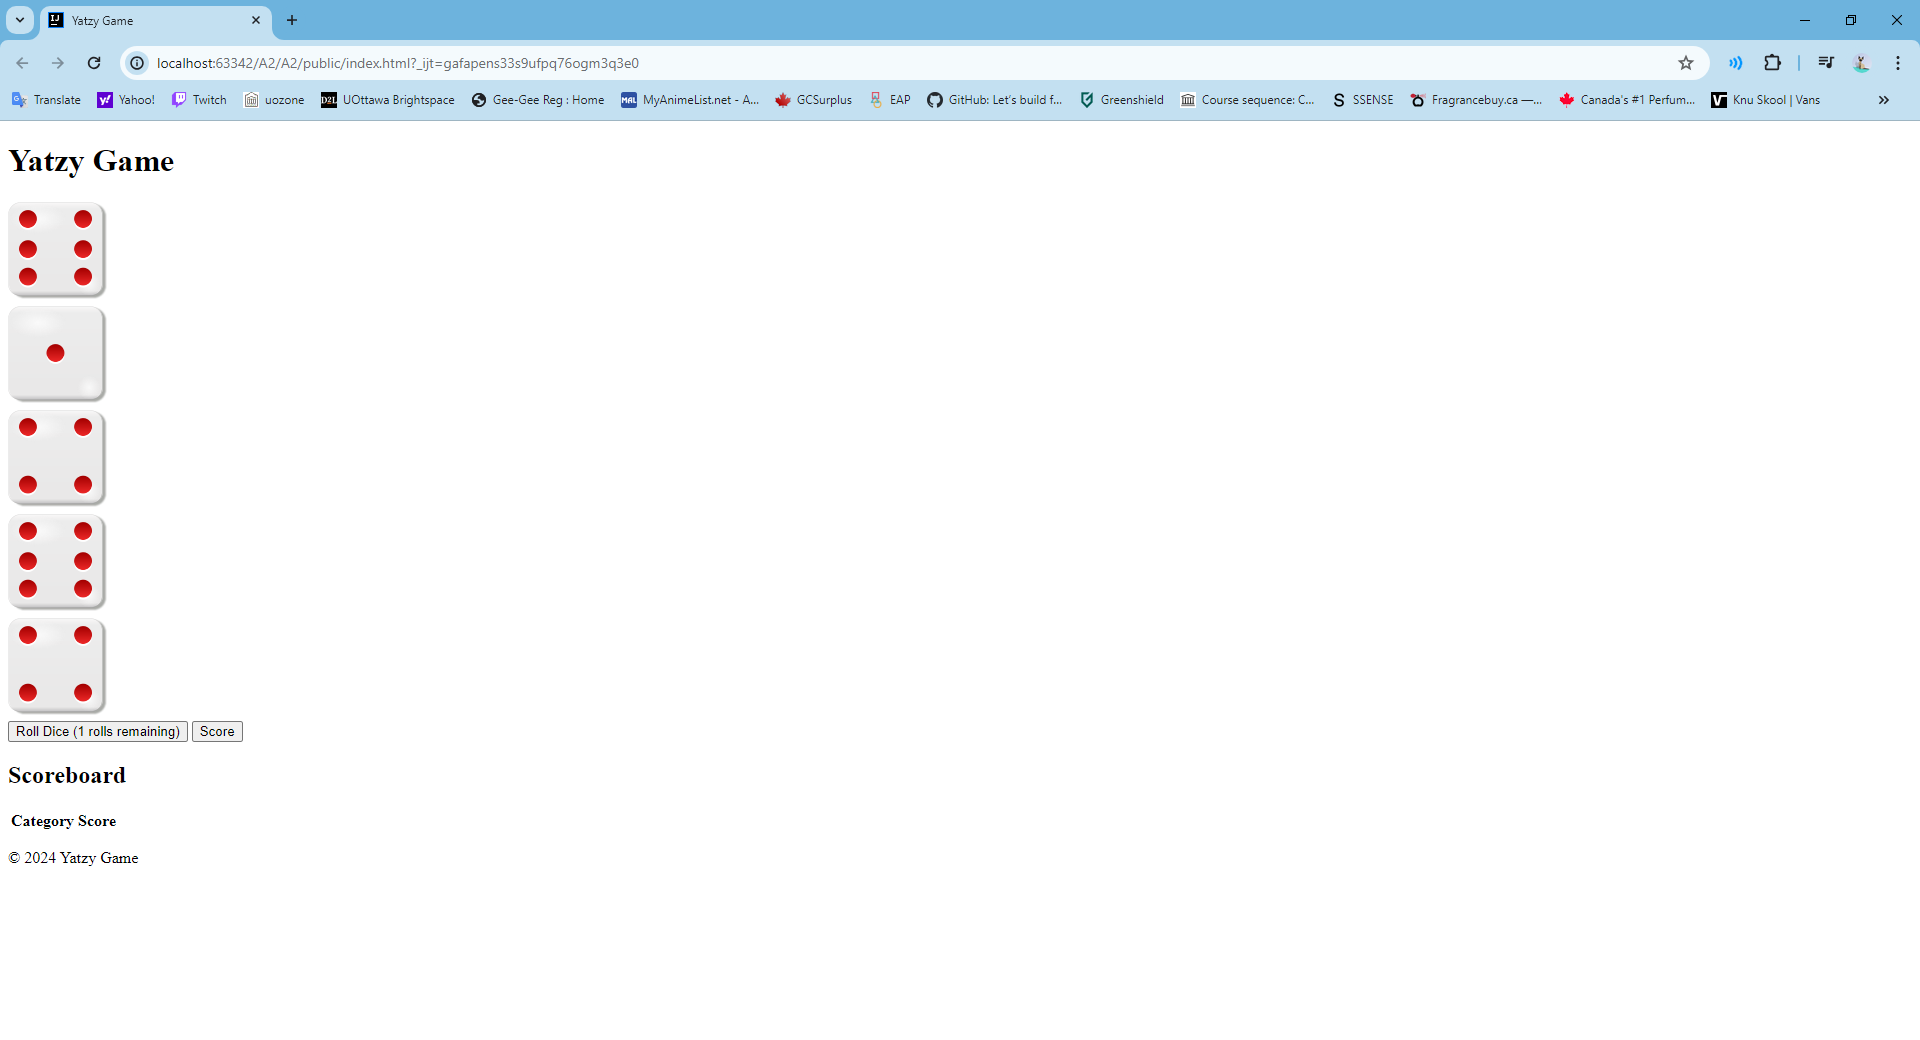 Yatzy Game
localhost:63342/A2/A2/public/index.html?_ijt=gafapens33s9ufpq76ogm3q3e0
Translate Yahoo! Twitch uozone D2L UOttawa Brightspace Gee-Gee Reg : Home MAL MyAnimeList.net - A... GCSurplus EAP GitHub: Let's build f... Greenshield Course sequence: C... S SSENSE Fragrancebuy.ca —... Canada's #1 Perfum... Knu Skool | Vans
Yatzy Game
Roll Dice (1 rolls remaining) Score
Scoreboard
Category Score
© 2024 Yatzy Game